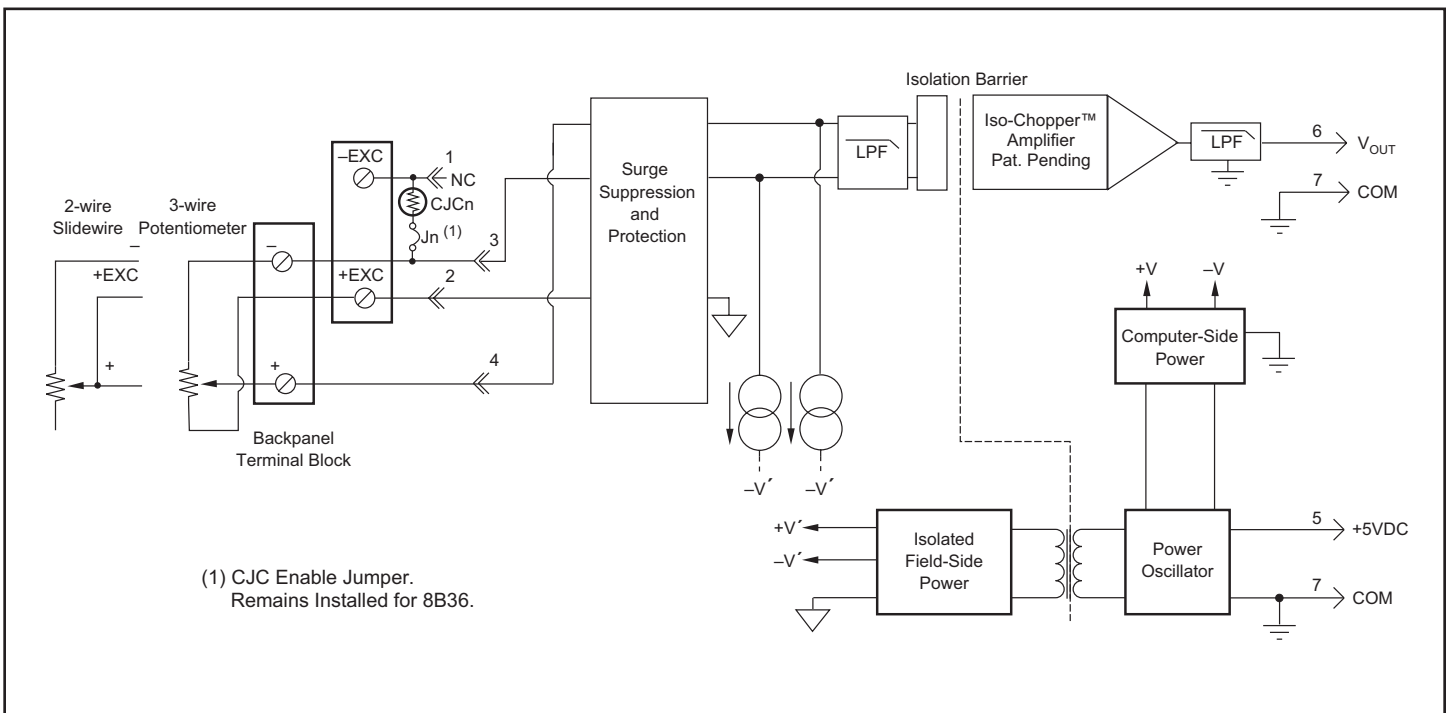 Isolation Barrier
Iso-Chopper™
Amplifier
Pat. Pending
LPF
LPF
6
V_OUT
7
COM
Surge
Suppression
and
Protection
–EXC
1
NC
CJCn
Jn (1)
3
2-wire
Slidewire
3-wire
Potentiometer
–
+EXC
+
–
+EXC
2
+
4
Backpanel
Terminal Block
–V´
–V´
+V
–V
Computer-Side
Power
+V´
–V´
Isolated
Field-Side
Power
Power
Oscillator
5
+5VDC
7
COM
(1) CJC Enable Jumper.
Remains Installed for 8B36.